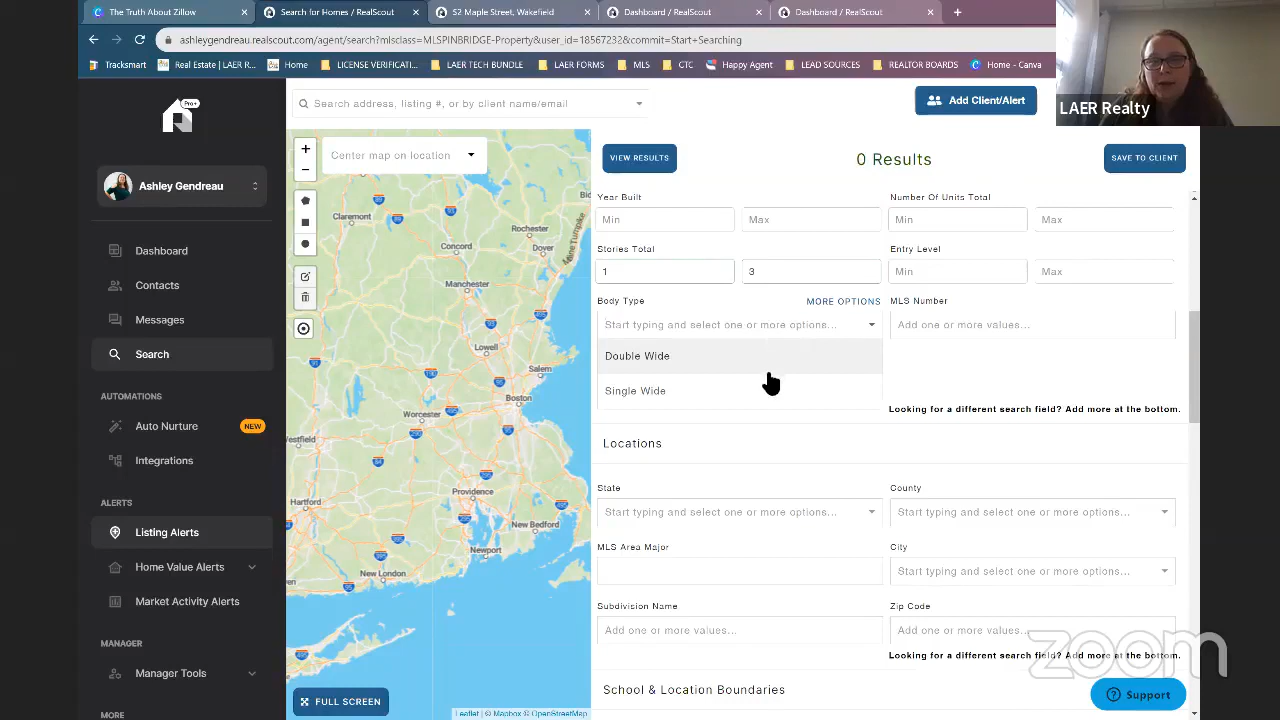 The Truth About Zillow
Search for Homes / RealScout
52 Maple Street, Wakefield
Dashboard / RealScout
Dashboard / RealScout
ashleygendreau.realscout.com/agent/search?mlsclass=MLSPINBRIDGE-Property&user_id=18567232&commit=Start+Searching
Tracksmart
Real Estate | LAER R...
Home
LICENSE VERIFICATI...
LAER TECH BUNDLE
LAER FORMS
MLS
CTC
Happy Agent
LEAD SOURCES
REALTOR BOARDS
Home - Canva
LAER Realty
Pro+
Search address, listing #, or by client name/email
Add Client/Alert
Ashley Gendreau
Dashboard
Contacts
Messages
Search
AUTOMATIONS
Auto Nurture
NEW
Integrations
ALERTS
Listing Alerts
Home Value Alerts
Market Activity Alerts
MANAGER
Manager Tools
MORE
+
−
Center map on location
Claremont
Rochester
Concord
Dover
Maine Turnpike
Manchester
Lowell
Salem
Boston
Worcester
Westfield
Hartford
Providence
New Bedford
Newport
New London
FULL SCREEN
Leaflet | © Mapbox © OpenStreetMap
VIEW RESULTS
0 Results
SAVE TO CLIENT
Year Built
Min
Max
Number Of Units Total
Min
Max
Stories Total
1
3
Entry Level
Min
Max
Body Type
MORE OPTIONS
Start typing and select one or more options...
Double Wide
Single Wide
MLS Number
Add one or more values...
Looking for a different search field? Add more at the bottom.
Locations
State
Start typing and select one or more options...
County
Start typing and select one or more options...
MLS Area Major
City
Start typing and select one or more options...
Subdivision Name
Add one or more values...
Zip Code
Add one or more values...
Looking for a different search field? Add more at the bottom.
School & Location Boundaries
zoom
Support